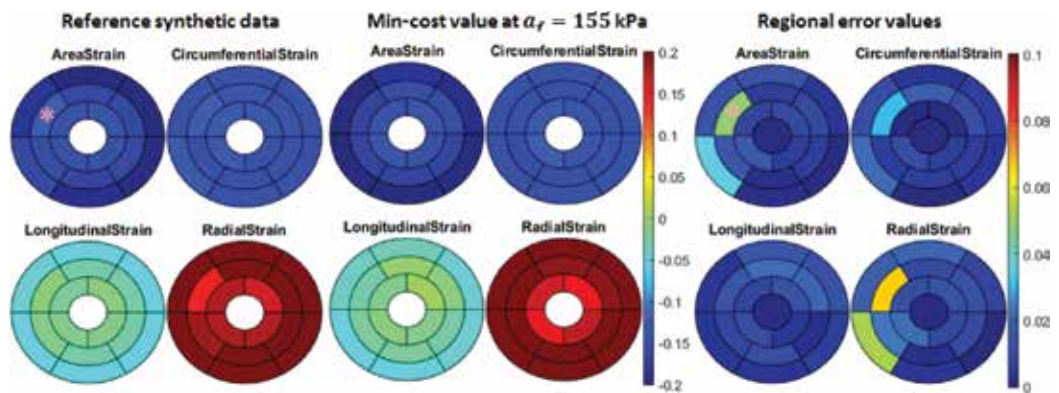 Reference synthetic data
Min-cost value at a_f = 155 kPa
Regional error values
AreaStrain
CircumferentialStrain
AreaStrain
CircumferentialStrain
AreaStrain
CircumferentialStrain
*
*
LongitudinalStrain
RadialStrain
LongitudinalStrain
RadialStrain
LongitudinalStrain
RadialStrain
0.2
0.15
0.1
0.05
0
-0.05
-0.1
-0.15
-0.2
0.1
0.08
0.06
0.04
0.02
0